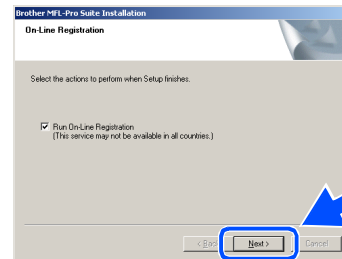 Brother MFL-Pro Suite Installation
On-Line Registration
Select the actions to perform when Setup finishes.
Run On-Line Registration
(This service may not be available in all countries.)
< Back Next > Cancel